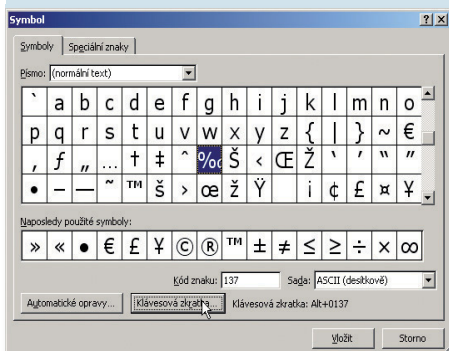 Symbol
Symboly Speciální znaky
Písmo: (normální text)
` a b c d e f g h i j k l m n o
p q r s t u v w x y z { | } ~ €
‚ ƒ „ … † ‡ ˆ ‰ Š ‹ Œ Ž ‘ ’ “ ”
• – — ˜ ™ š › œ ž Ÿ ¡ ¢ £ ¤ ¥
Naposledy použité symboly:
» « ● € £ ¥ © ® ™ ± ≠ ≤ ≥ ÷ × ∞
Kód znaku: 137 Sada: ASCII (desítkově)
Automatické opravy... Klávesová zkratka... Klávesová zkratka: Alt+0137
Vložit Storno